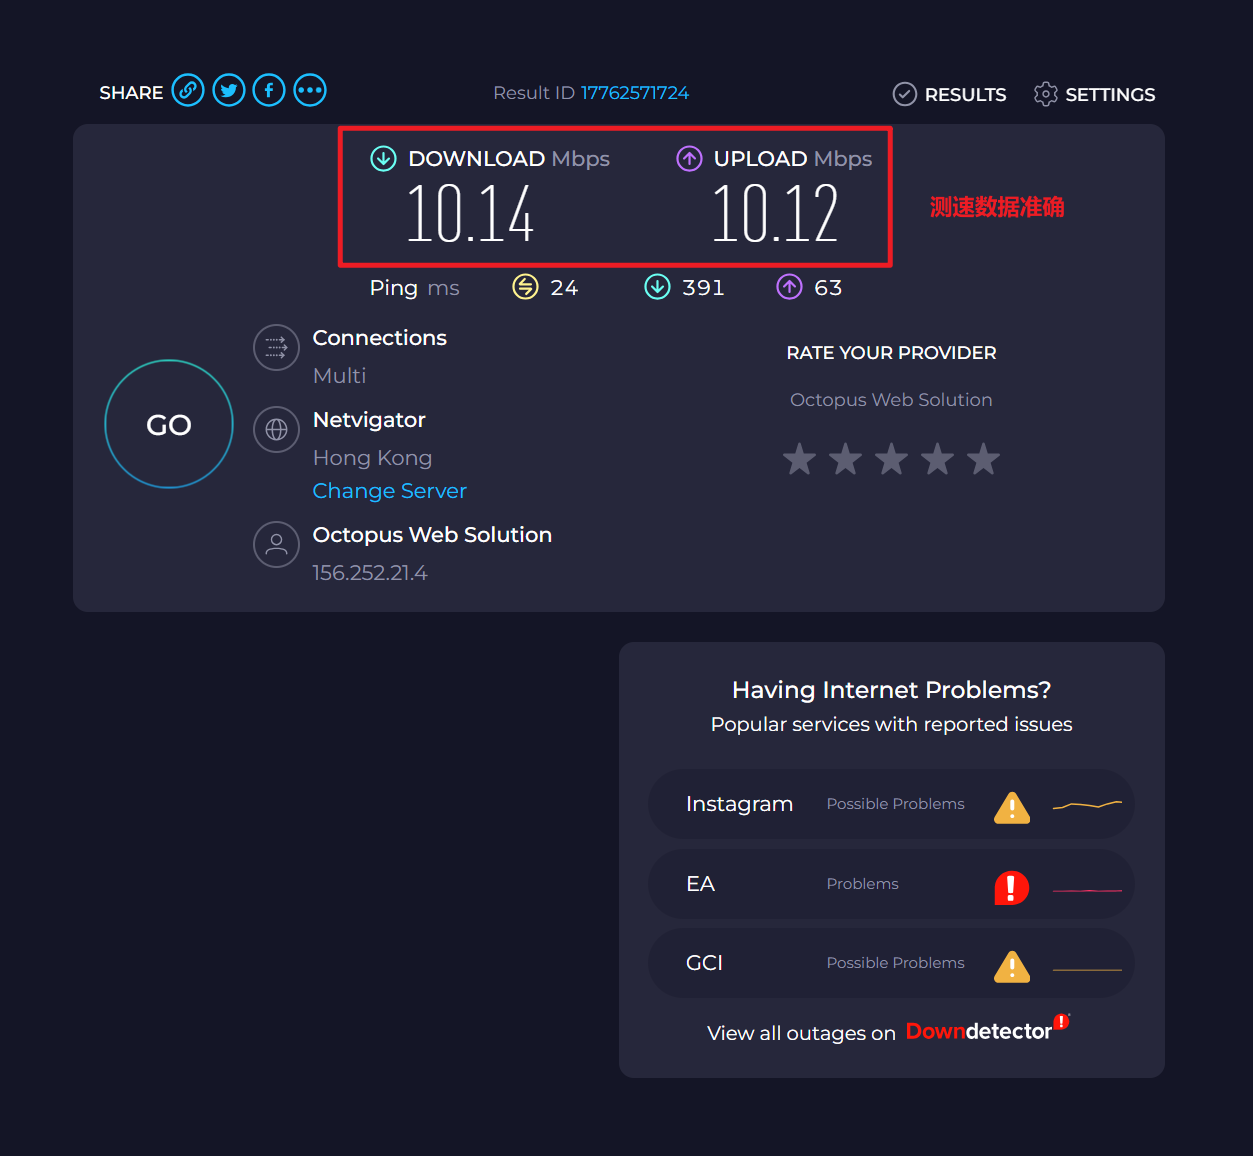 SHARE
Result ID 17762571724
RESULTS
SETTINGS
DOWNLOAD Mbps
10.14
UPLOAD Mbps
10.12
测速数据准确
Ping ms 24 391 63
Connections
Multi
Netvigator
Hong Kong
Change Server
Octopus Web Solution
156.252.21.4
GO
RATE YOUR PROVIDER
Octopus Web Solution
Having Internet Problems?
Popular services with reported issues
Instagram Possible Problems
EA Problems
GCI Possible Problems
View all outages on Downdetector